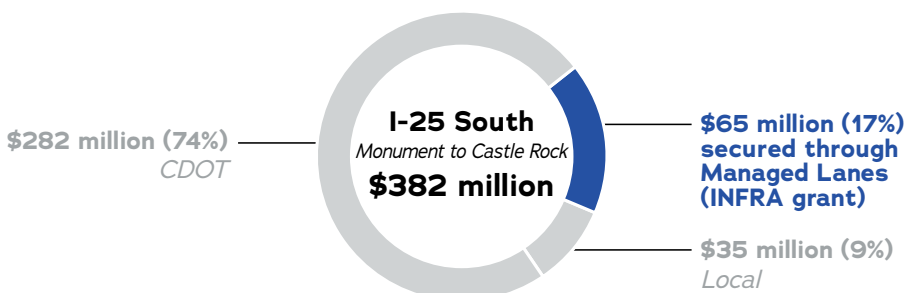 I-25 South
Monument to Castle Rock
$382 million
$282 million (74%)
CDOT
$65 million (17%)
secured through
Managed Lanes
(INFRA grant)
$35 million (9%)
Local